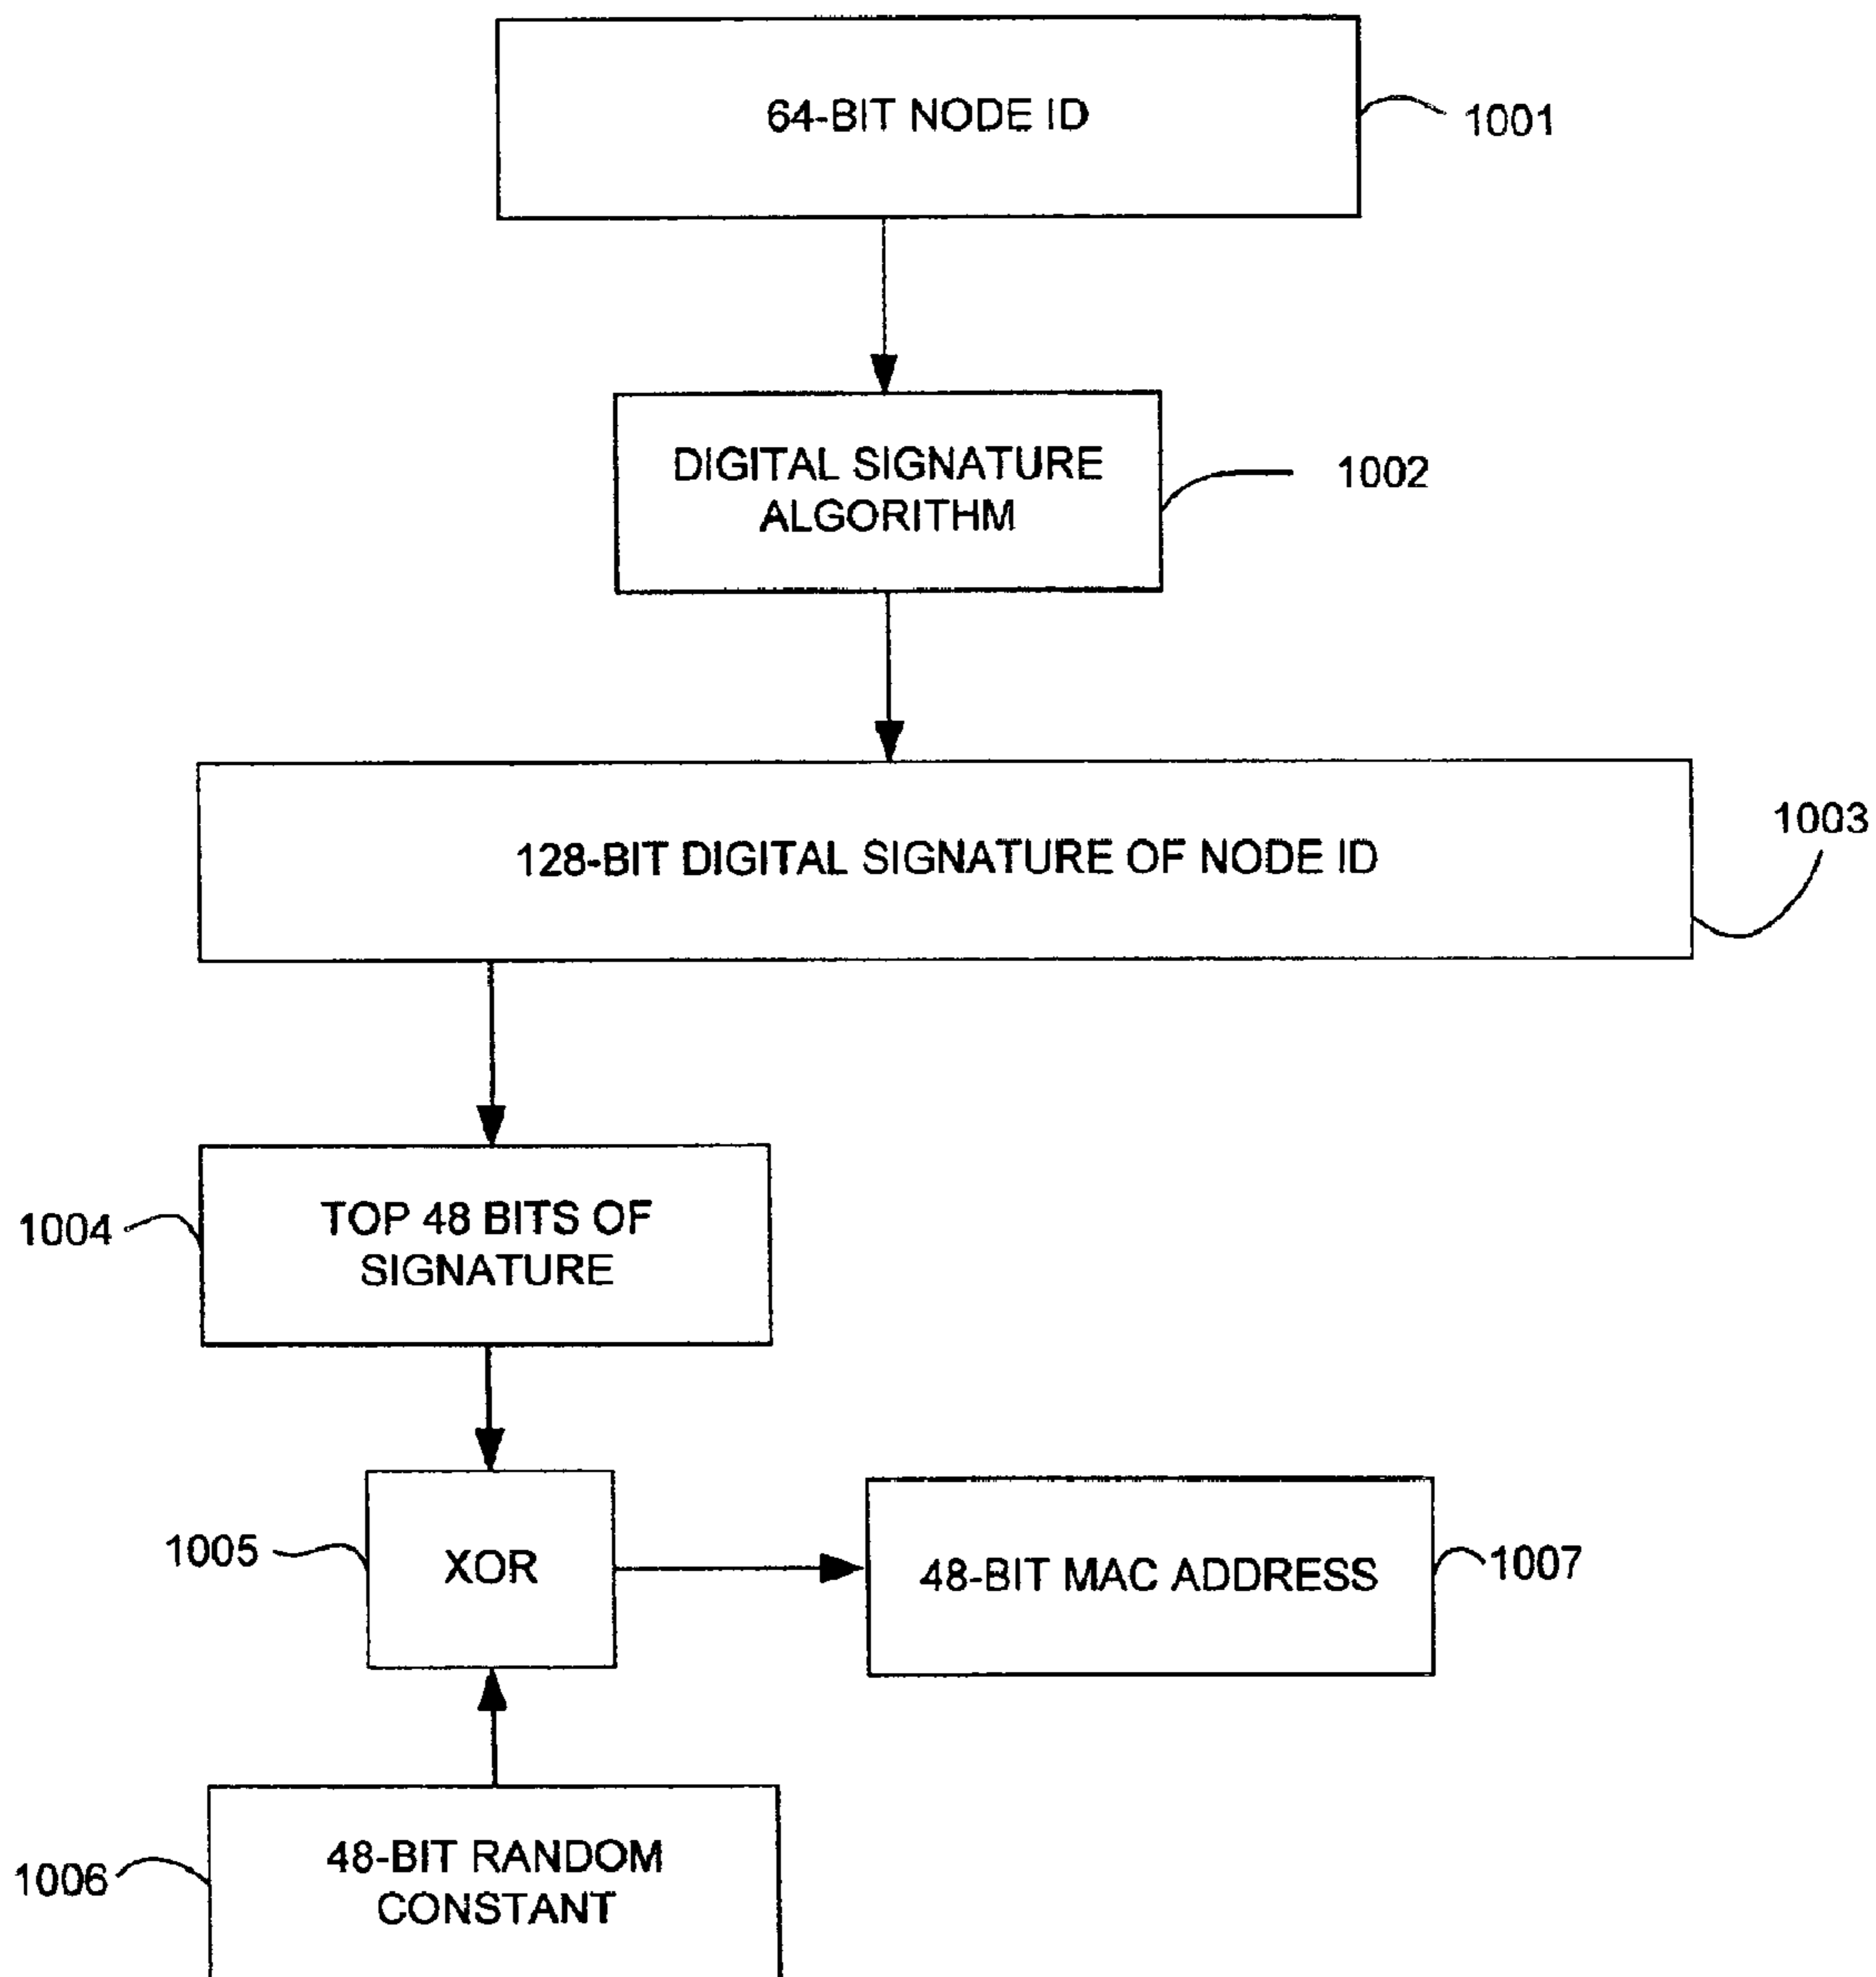 64-BIT NODE ID
1001
DIGITAL SIGNATURE
ALGORITHM
1002
1003
128-BIT DIGITAL SIGNATURE OF NODE ID
1004
TOP 48 BITS OF
SIGNATURE
1005
XOR
48-BIT MAC ADDRESS
1007
1006
48-BIT RANDOM
CONSTANT